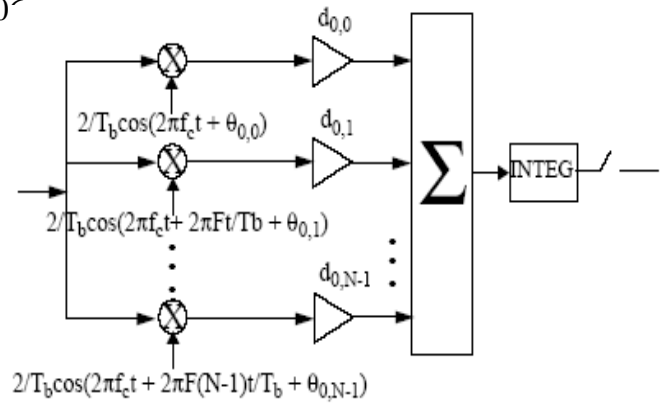 d0,0
2/Tbcos(2πfct + θ0,0)
d0,1
Σ
INTEG
2/Tbcos(2πfct+ 2πFt/Tb + θ0,1)
d0,N-1
2/Tbcos(2πfct + 2πF(N-1)t/Tb + θ0,N-1)